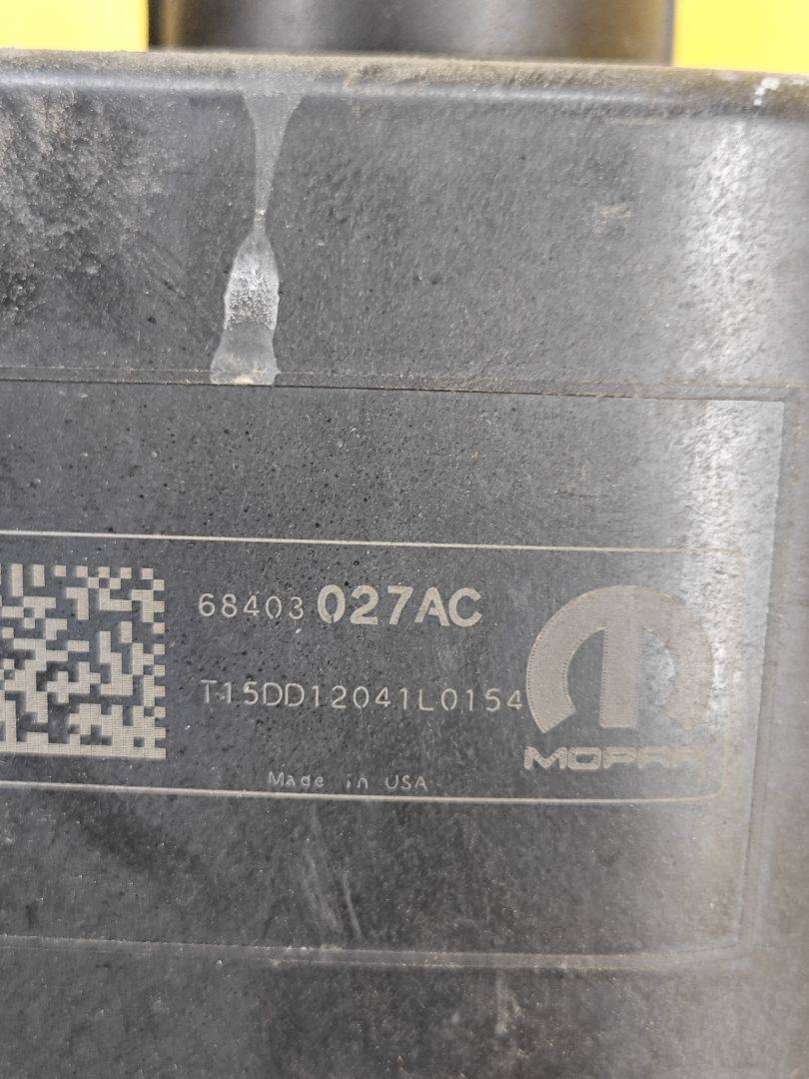 68403 027AC
T15DD12041L0154
MOPAR
Made in USA